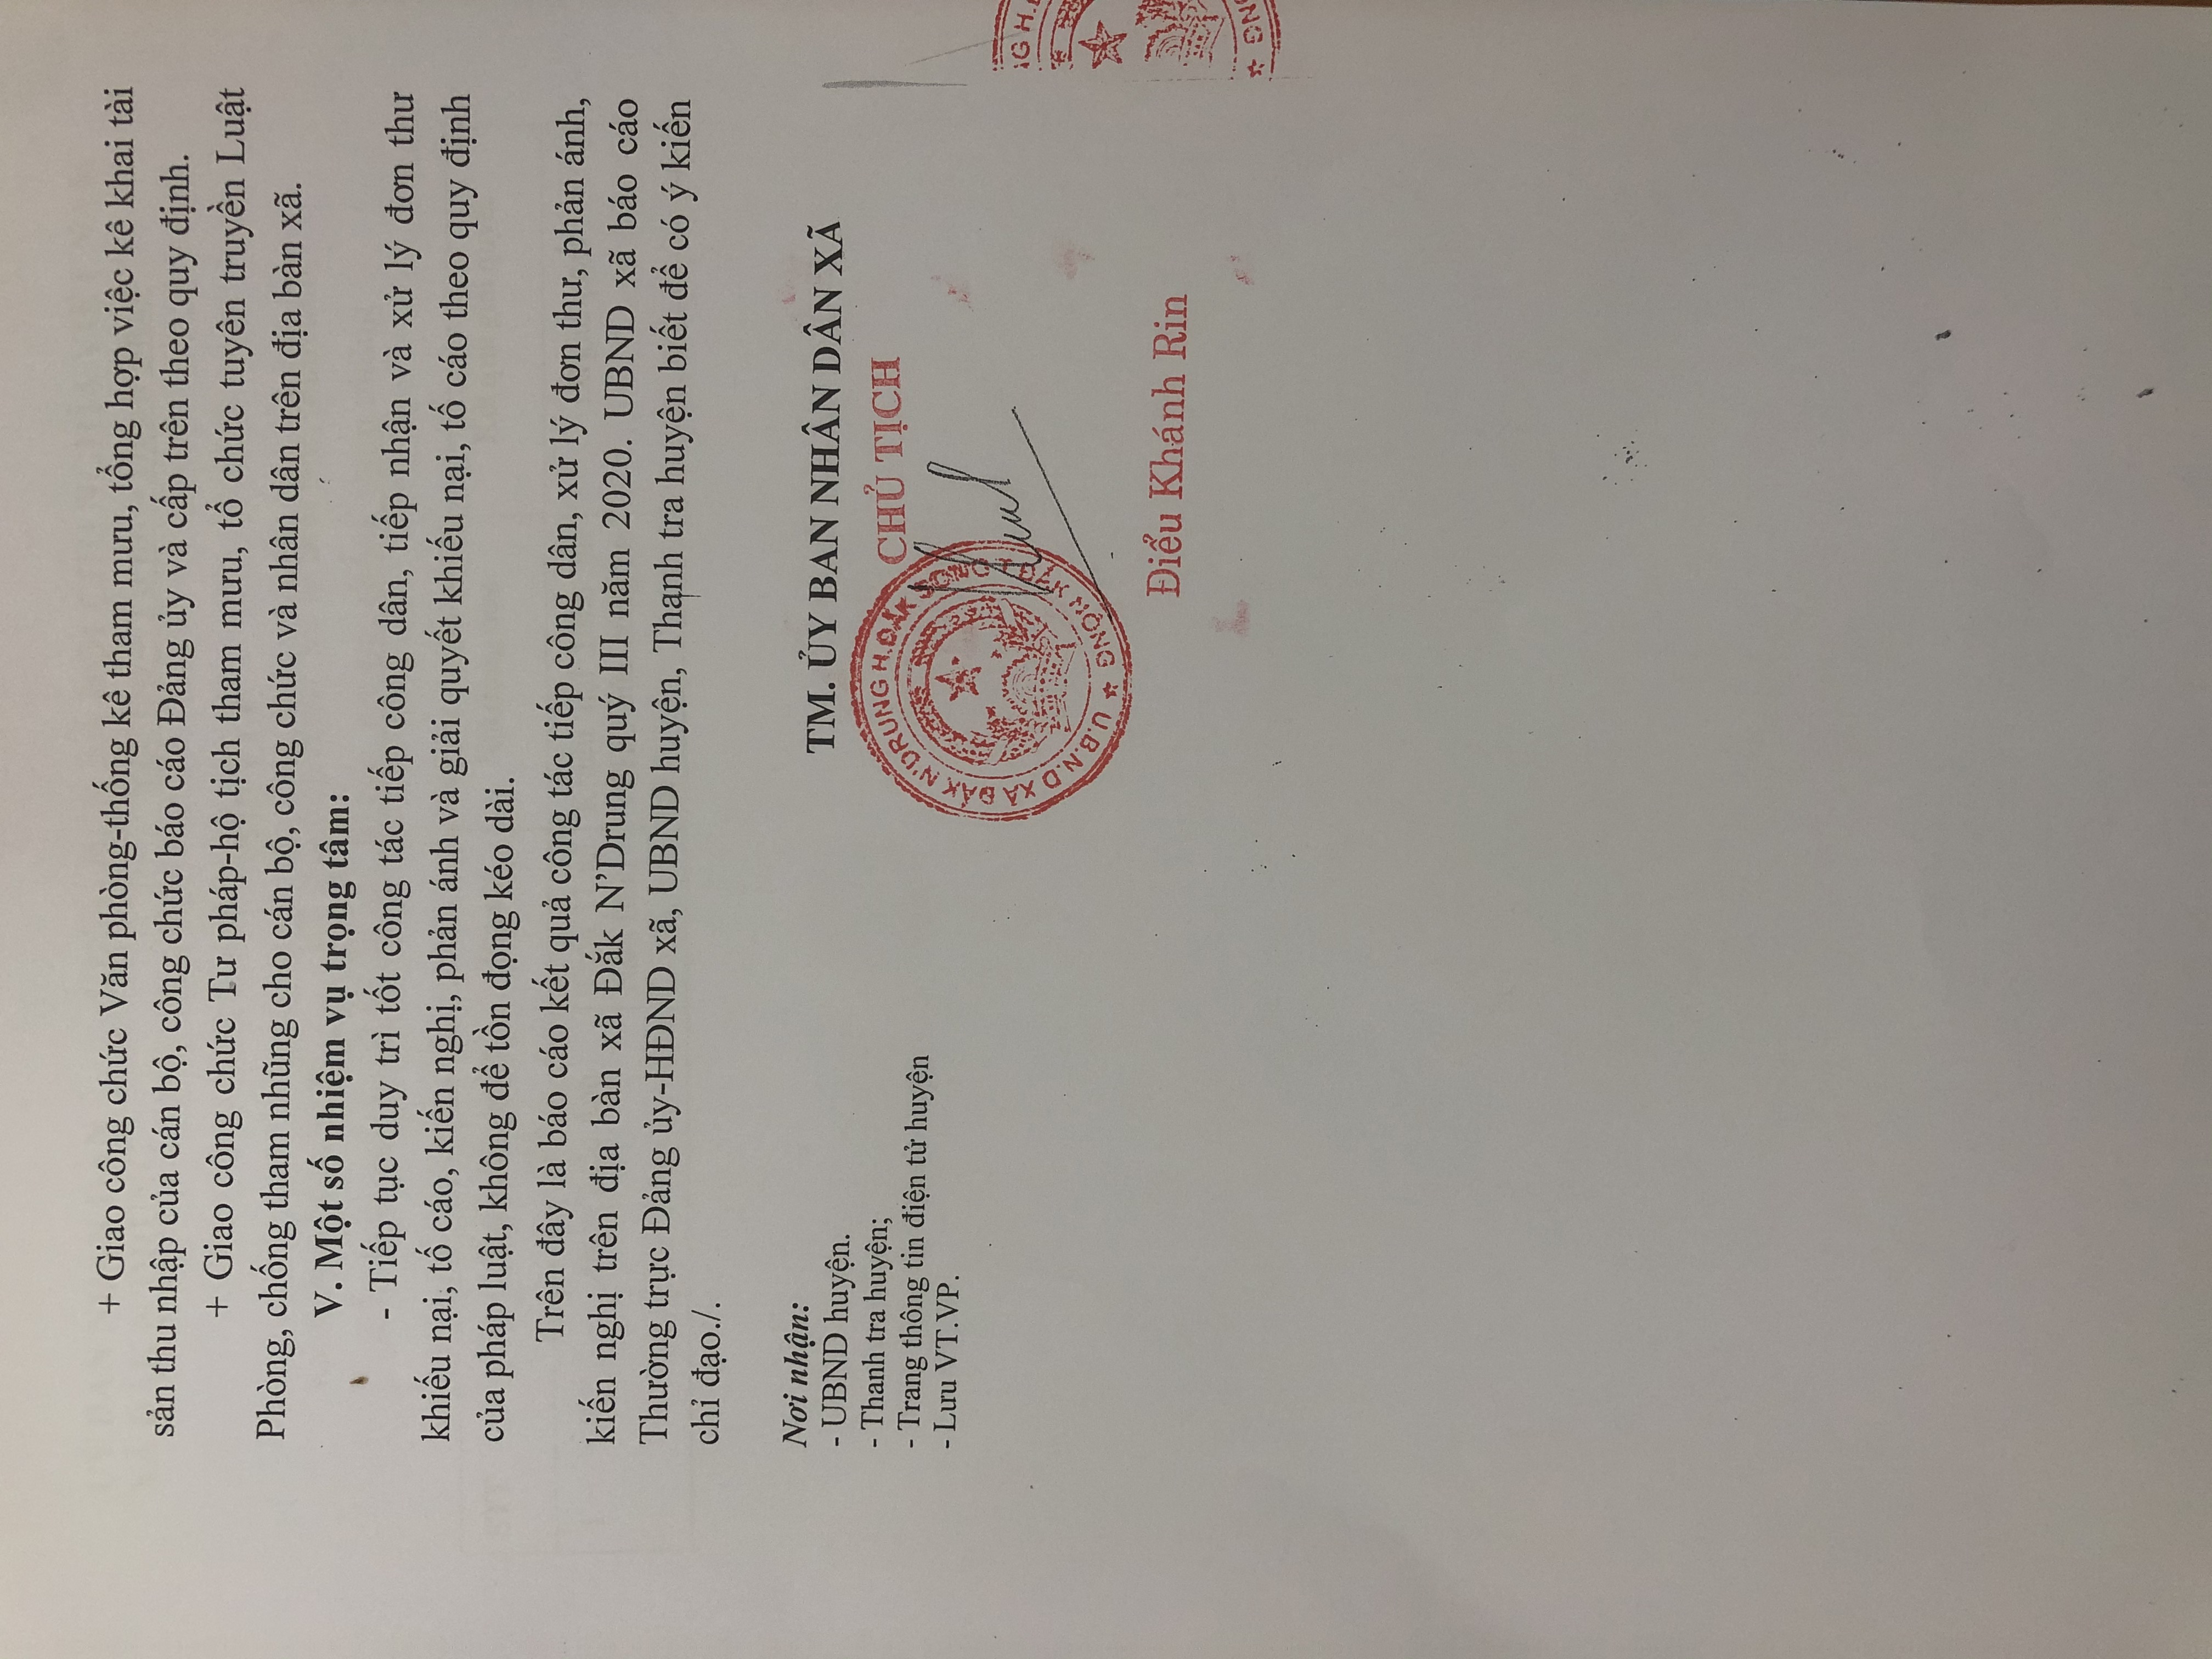 + Giao công chức Văn phòng-thống kê tham mưu, tổng hợp việc kê khai tài
sản thu nhập của cán bộ, công chức báo cáo Đảng ủy và cấp trên theo quy định.
+ Giao công chức Tư pháp-hộ tịch tham mưu, tổ chức tuyên truyền Luật
Phòng, chống tham nhũng cho cán bộ, công chức và nhân dân trên địa bàn xã.
V. Một số nhiệm vụ trọng tâm:
- Tiếp tục duy trì tốt công tác tiếp công dân, tiếp nhận và xử lý đơn thư
khiếu nại, tố cáo, kiến nghị, phản ánh và giải quyết khiếu nại, tố cáo theo quy định
của pháp luật, không để tồn đọng kéo dài.
Trên đây là báo cáo kết quả công tác tiếp công dân, xử lý đơn thư, phản ánh,
kiến nghị trên địa bàn xã Đắk N’Drung quý III năm 2020. UBND xã báo cáo
Thường trực Đảng ủy-HĐND xã, UBND huyện, Thanh tra huyện biết để có ý kiến
chỉ đạo./.
Nơi nhận:
- UBND huyện.
- Thanh tra huyện;
- Trang thông tin điện tử huyện
- Lưu VT.VP.
TM. ỦY BAN NHÂN DÂN XÃ
CHỦ TỊCH
U.B.N.D XÃ ĐẮK N'DRUNG H.ĐẮK SONG T.ĐẮK NÔNG
Điểu Khánh Rin